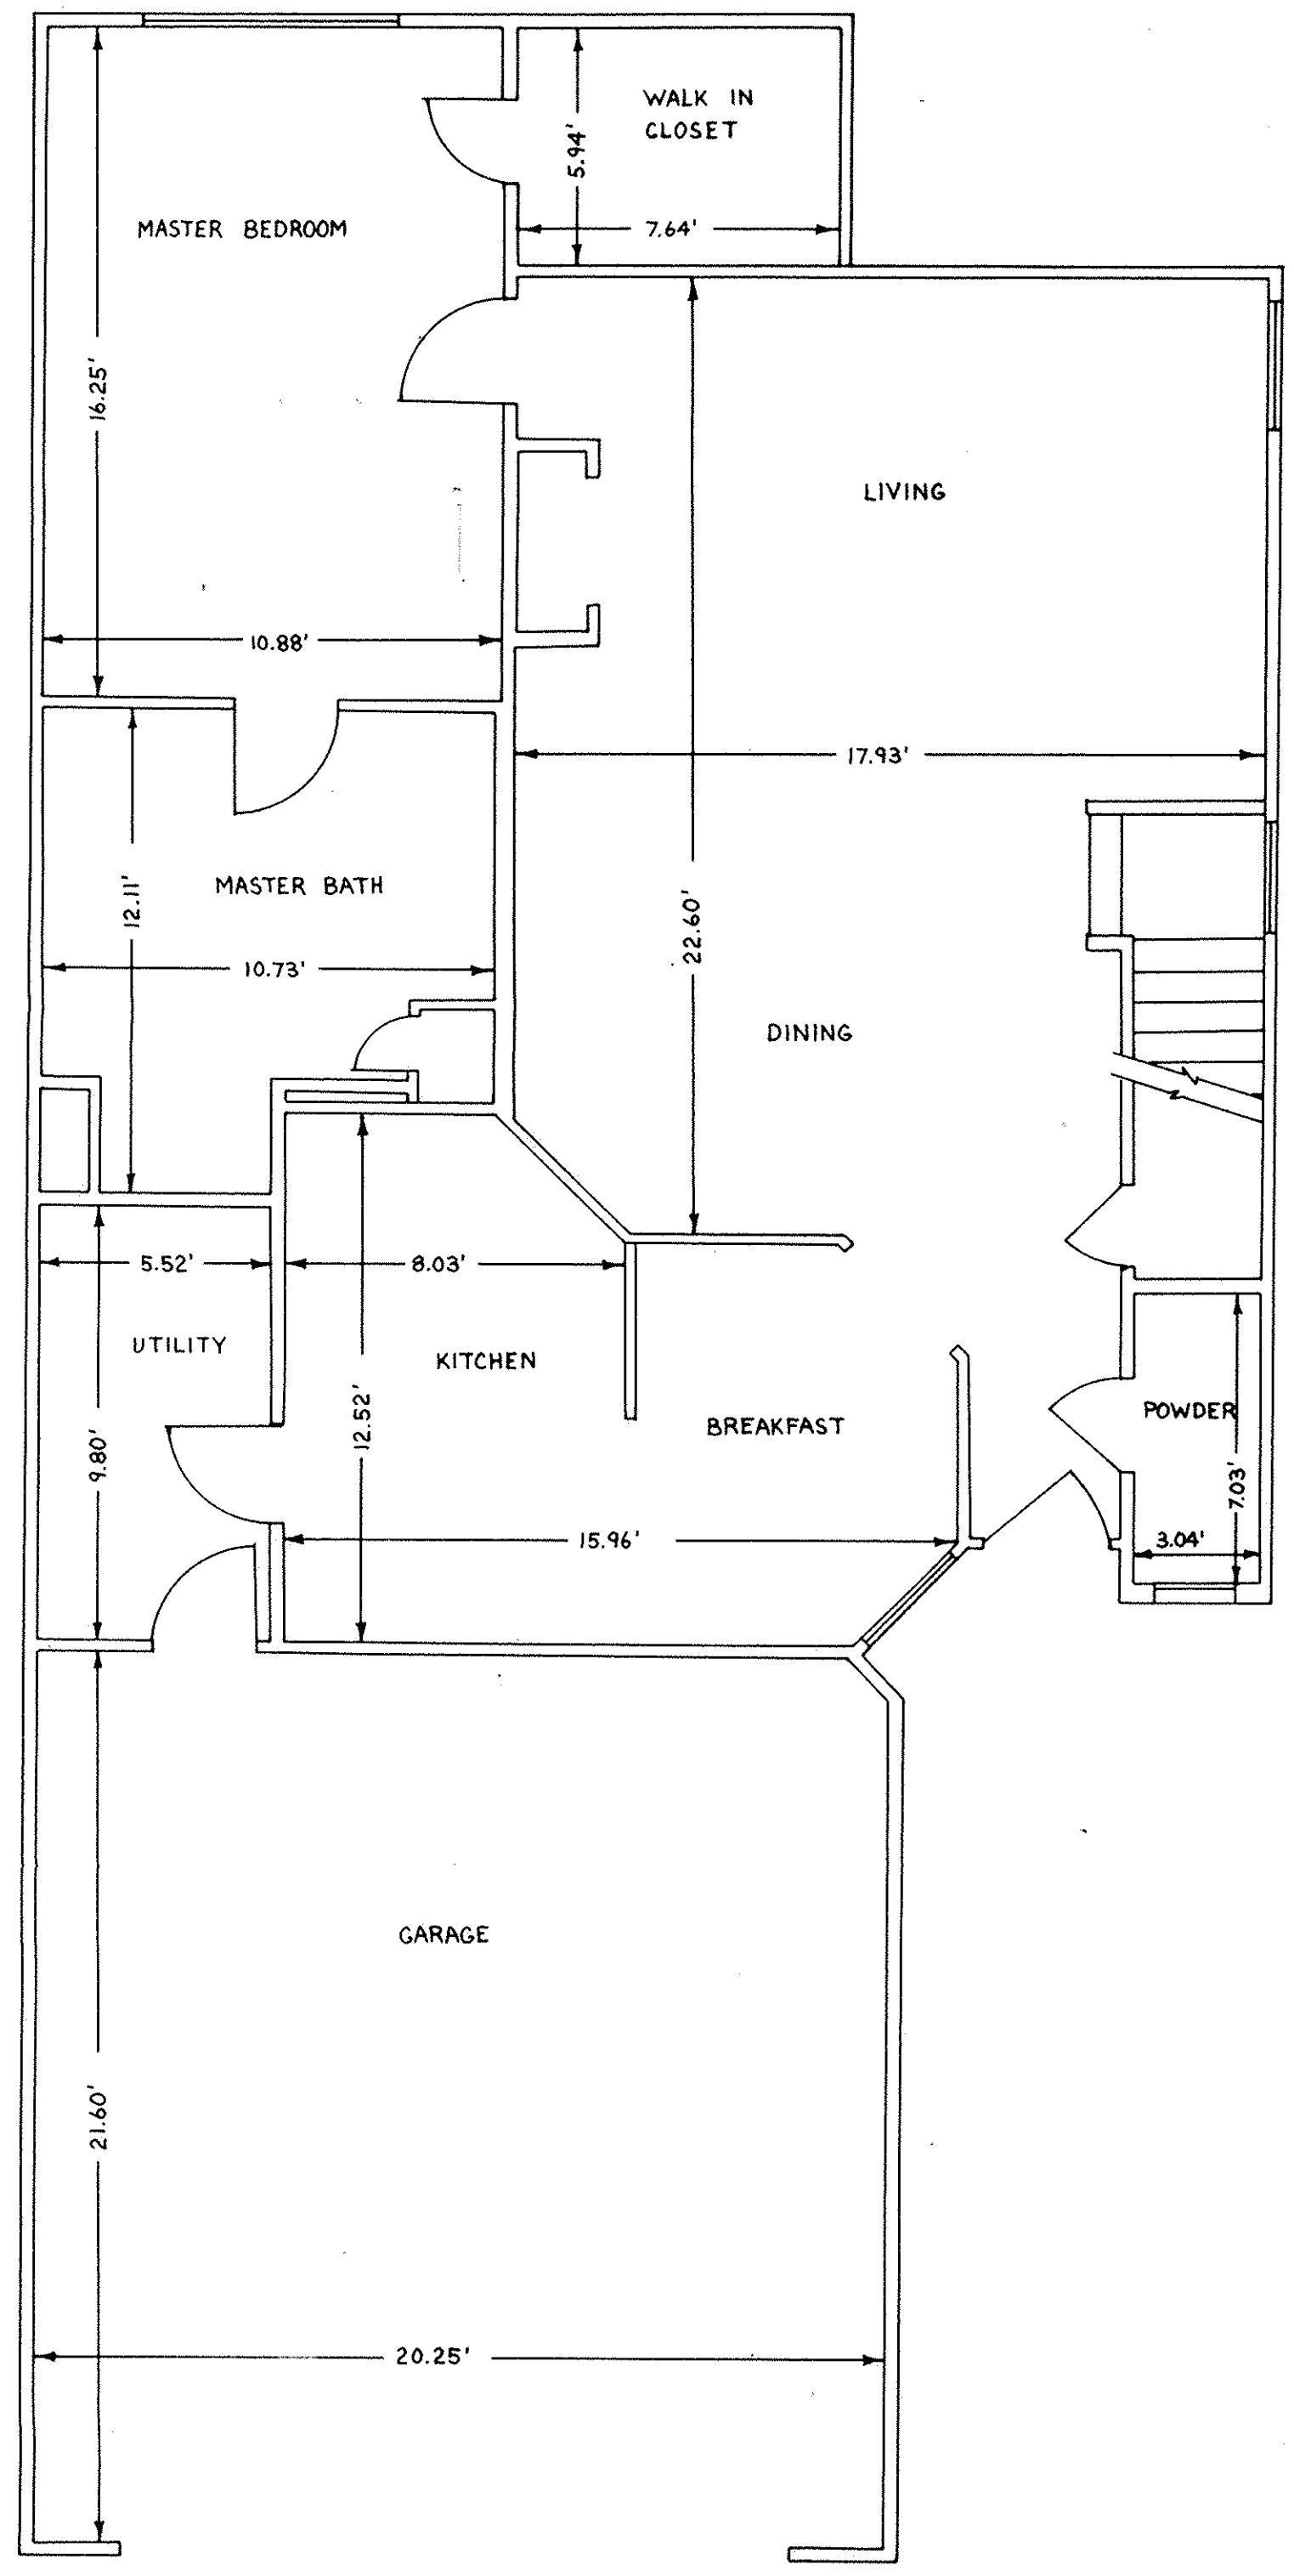 WALK IN
CLOSET
5.94'
7.64'
MASTER BEDROOM
16.25'
10.88'
LIVING
17.93'
22.60'
MASTER BATH
12.11'
10.73'
DINING
5.52'
8.03'
UTILITY
KITCHEN
12.52'
9.80'
BREAKFAST
15.96'
POWDER
7.03'
3.04'
GARAGE
21.60'
20.25'